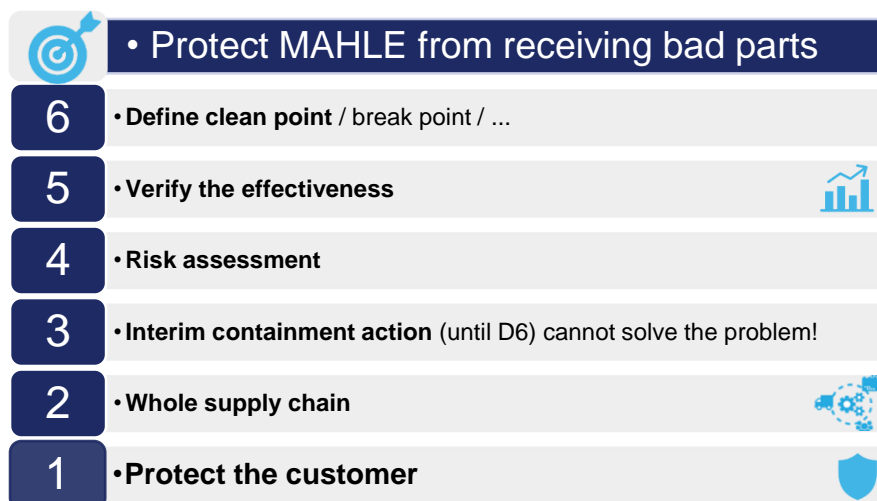 • Protect MAHLE from receiving bad parts
6 • Define clean point / break point / ...
5 • Verify the effectiveness
4 • Risk assessment
3 • Interim containment action (until D6) cannot solve the problem!
2 • Whole supply chain
1 • Protect the customer